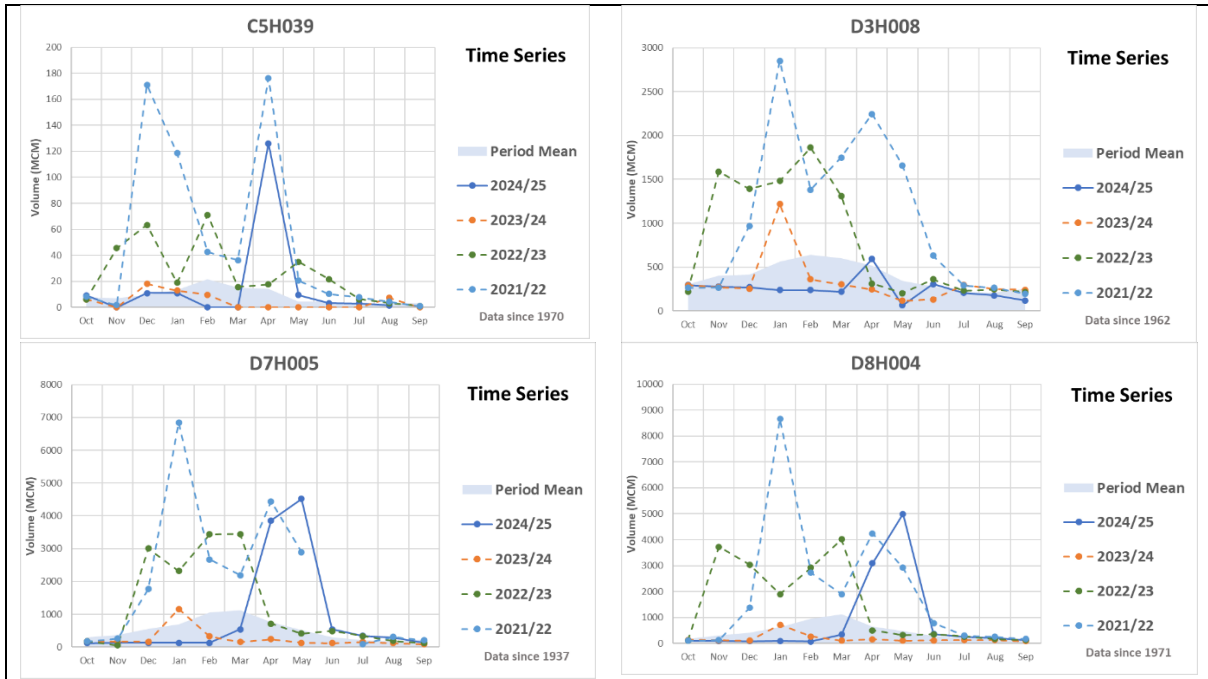 C5H039
Time Series
Volume (MCM)
200
180
160
140
120
100
80
60
40
20
0
Oct Nov Dec Jan Feb Mar Apr May Jun Jul Aug Sep
Period Mean
2024/25
2023/24
2022/23
2021/22
Data since 1970
D3H008
Time Series
Volume (MCM)
3000
2500
2000
1500
1000
500
0
Oct Nov Dec Jan Feb Mar Apr May Jun Jul Aug Sep
Period Mean
2024/25
2023/24
2022/23
2021/22
Data since 1962
D7H005
Time Series
Volume (MCM)
8000
7000
6000
5000
4000
3000
2000
1000
0
Oct Nov Dec Jan Feb Mar Apr May Jun Jul Aug Sep
Period Mean
2024/25
2023/24
2022/23
2021/22
Data since 1937
D8H004
Time Series
Volume (MCM)
10000
9000
8000
7000
6000
5000
4000
3000
2000
1000
0
Oct Nov Dec Jan Feb Mar Apr May Jun Jul Aug Sep
Period Mean
2024/25
2023/24
2022/23
2021/22
Data since 1971